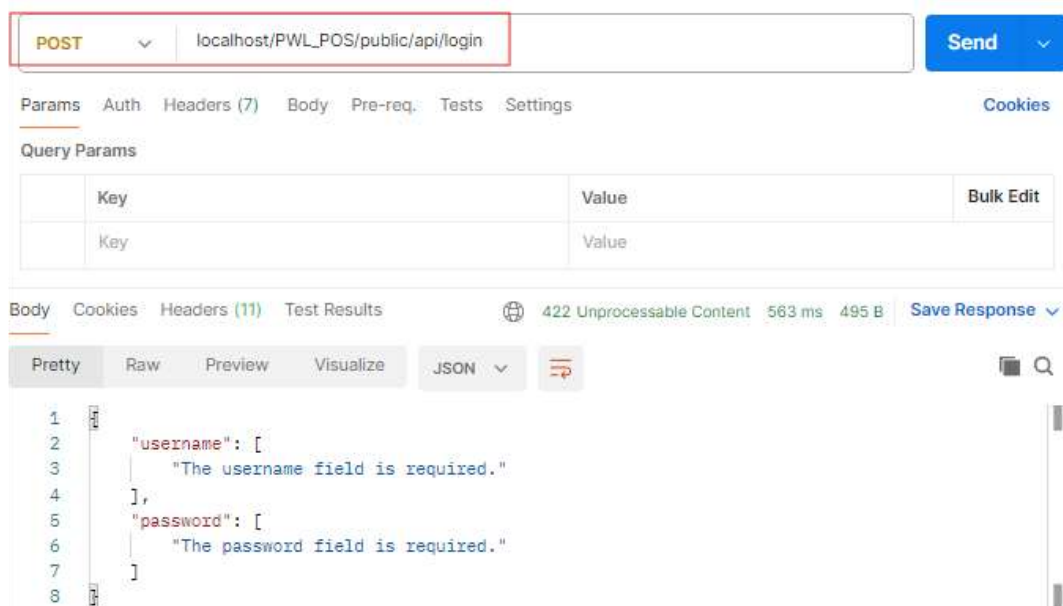 POST localhost/PWL_POS/public/api/login Send
Params Auth Headers (7) Body Pre-req. Tests Settings Cookies
Query Params
Key Value Bulk Edit
Key Value
Body Cookies Headers (11) Test Results 422 Unprocessable Content 563 ms 495 B Save Response
Pretty Raw Preview Visualize JSON
1 {
2 "username": [
3 "The username field is required."
4 ],
5 "password": [
6 "The password field is required."
7 ]
8 }